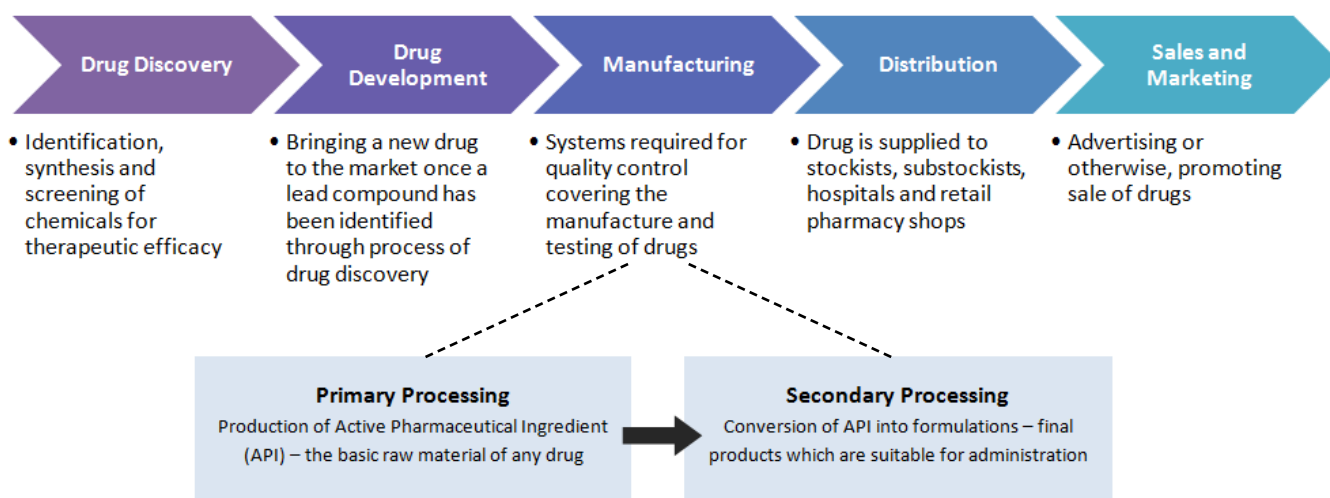 Drug Discovery
Drug
Development
Manufacturing
Distribution
Sales and
Marketing
• Identification,
synthesis and
screening of
chemicals for
therapeutic efficacy
• Bringing a new drug
to the market once a
lead compound has
been identified
through process of
drug discovery
• Systems required for
quality control
covering the
manufacture and
testing of drugs
• Drug is supplied to
stockists, substockists,
hospitals and retail
pharmacy shops
• Advertising or
otherwise, promoting
sale of drugs
Primary Processing
Production of Active Pharmaceutical Ingredient
(API) – the basic raw material of any drug
Secondary Processing
Conversion of API into formulations – final
products which are suitable for administration